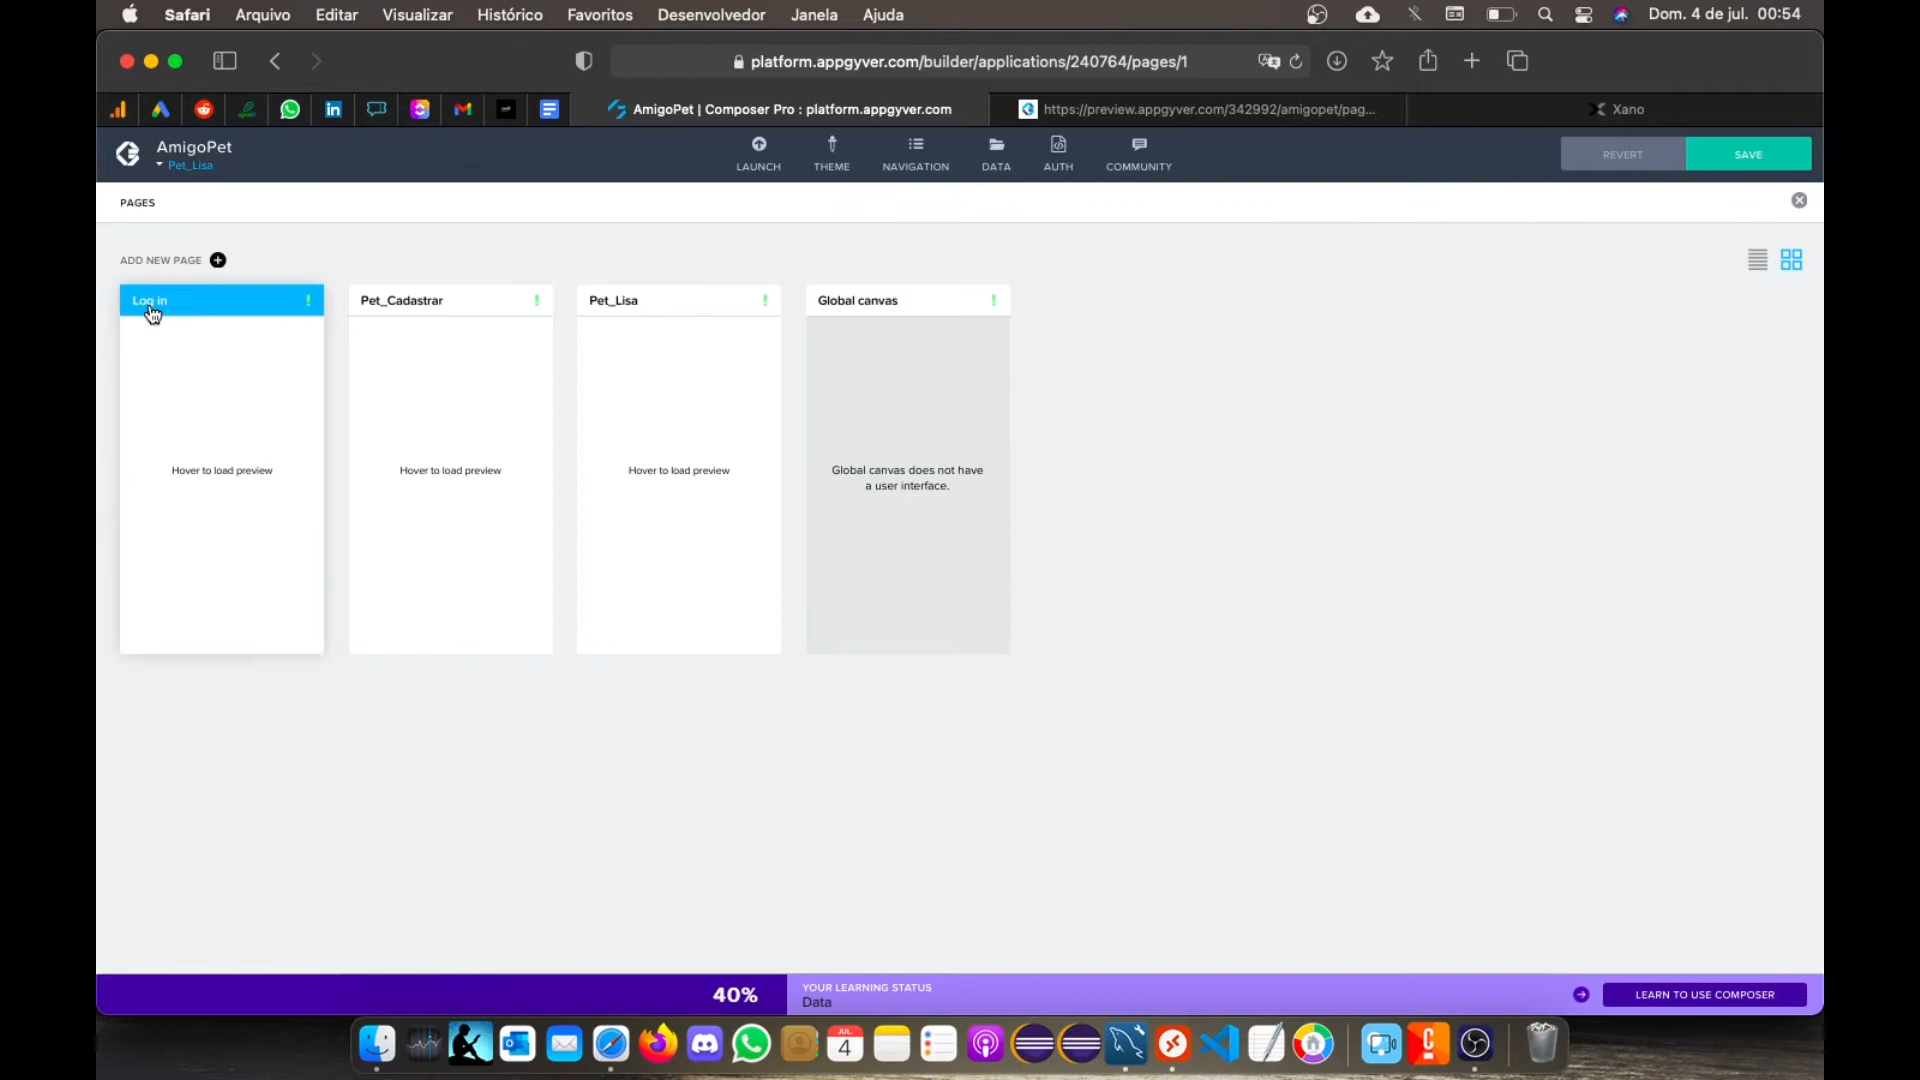 Safari Arquivo Editar Visualizar Histórico Favoritos Desenvolvedor Janela Ajuda Dom. 4 de jul. 00:54
platform.appgyver.com/builder/applications/240764/pages/1
AmigoPet | Composer Pro : platform.appgyver.com https://preview.appgyver.com/342992/amigopet/pag... Xano
AmigoPet
Pet_Lisa
LAUNCH THEME NAVIGATION DATA AUTH COMMUNITY
REVERT SAVE
PAGES
ADD NEW PAGE
Log in Pet_Cadastrar Pet_Lisa Global canvas
Hover to load preview
Hover to load preview
Hover to load preview
Global canvas does not have
a user interface.
40%
YOUR LEARNING STATUS
Data
LEARN TO USE COMPOSER
JUL.
4